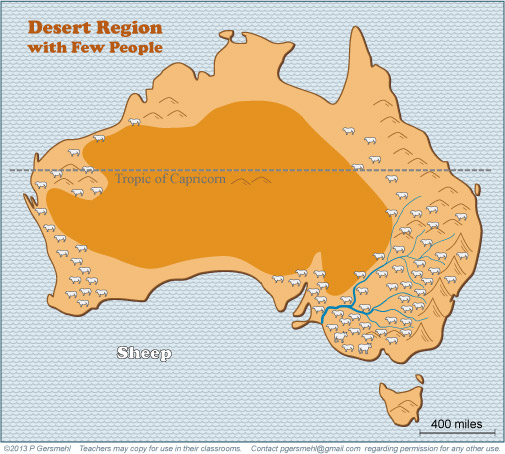 Desert Region
with Few People
Tropic of Capricorn
Sheep
400 miles
©2013 P Gersmehl Teachers may copy for use in their classrooms. Contact pgersmehl@gmail.com regarding permission for any other use.